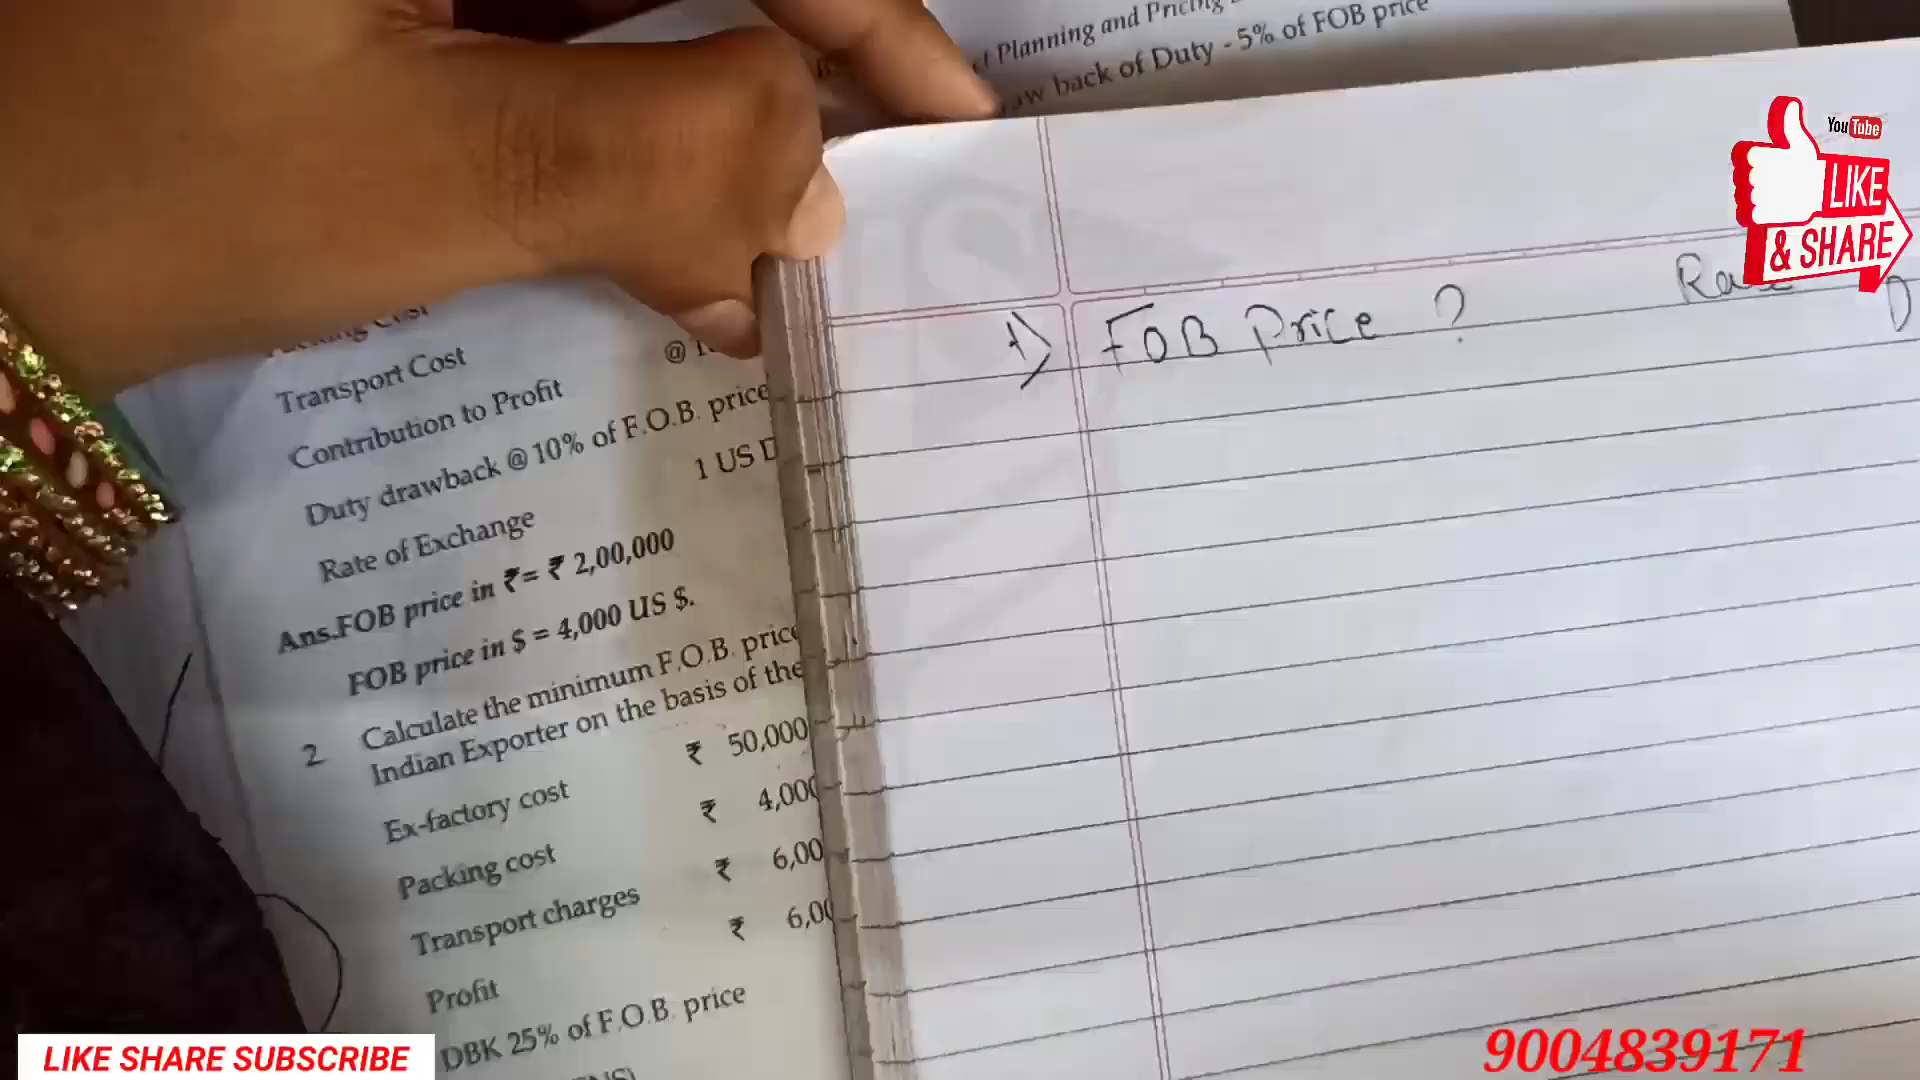 Planning and Pricing
aw back of Duty - 5% of FOB price
Transport Cost
@
Contribution to Profit
Duty drawback @ 10% of F.O.B. price
Rate of Exchange
1 US D
Ans.FOB price in ₹ = ₹ 2,00,000
FOB price in $ = 4,000 US $.
2. Calculate the minimum F.O.B. price
Indian Exporter on the basis of the
Ex-factory cost ₹ 50,000
Packing cost ₹ 4,000
Transport charges ₹ 6,00
Profit ₹ 6,00
DBK 25% of F.O.B. price
1) FOB Price ?
D
YouTube
LIKE
& SHARE
LIKE SHARE SUBSCRIBE
9004839171